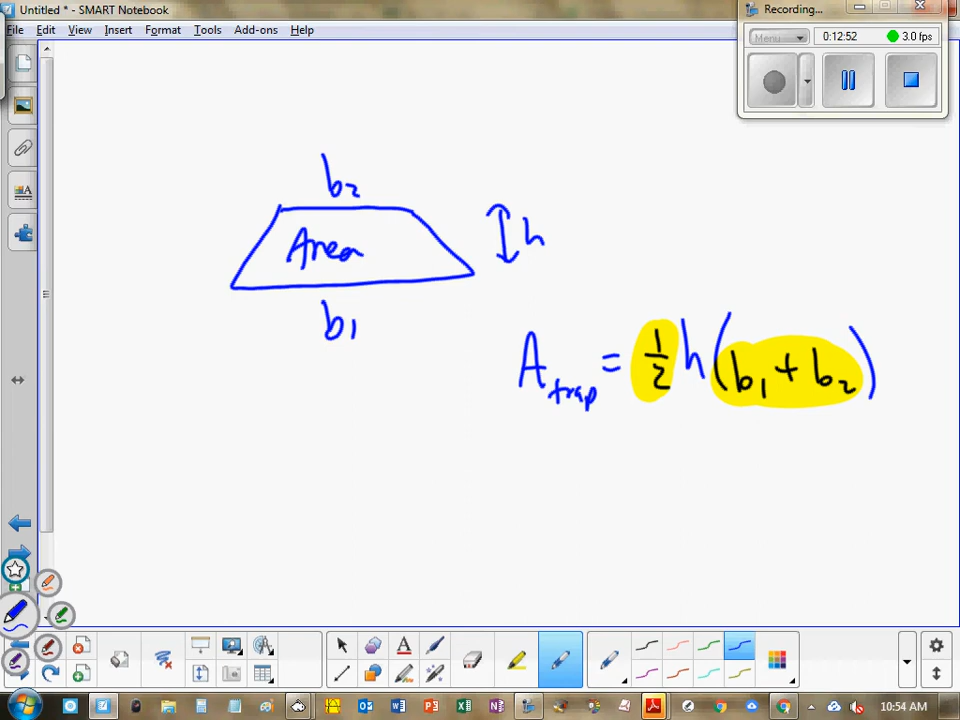 Untitled * - SMART Notebook
Recording...
File Edit View Insert Format Tools Add-ons Help
Menu
0:12:52
3.0 fps
b₂
Area
h
b₁
A trap = 1/2 h(b₁ + b₂)
10:54 AM